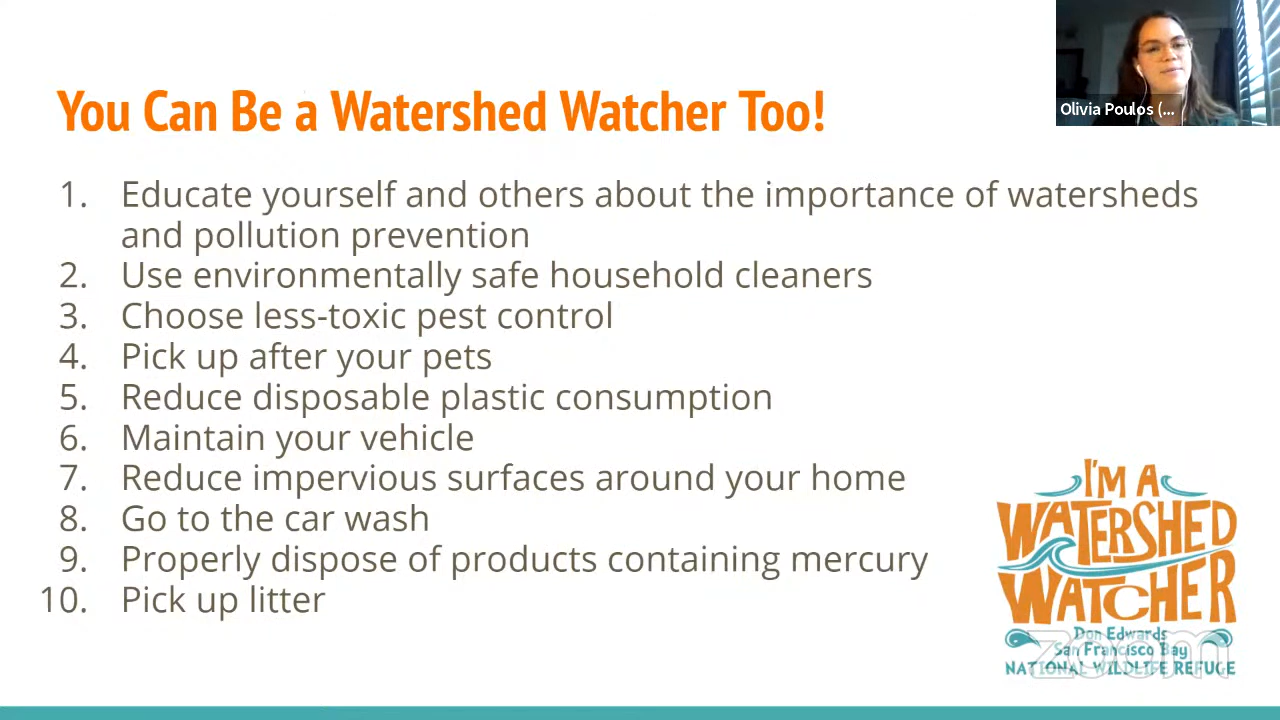 You Can Be a Watershed Watcher Too!
Olivia Poulos (...
1. Educate yourself and others about the importance of watersheds
and pollution prevention
2. Use environmentally safe household cleaners
3. Choose less-toxic pest control
4. Pick up after your pets
5. Reduce disposable plastic consumption
6. Maintain your vehicle
7. Reduce impervious surfaces around your home
8. Go to the car wash
9. Properly dispose of products containing mercury
10. Pick up litter
I'M A
WATERSHED
WATCHER
Don Edwards
San Francisco Bay
NATIONAL WILDLIFE REFUGE
zoom